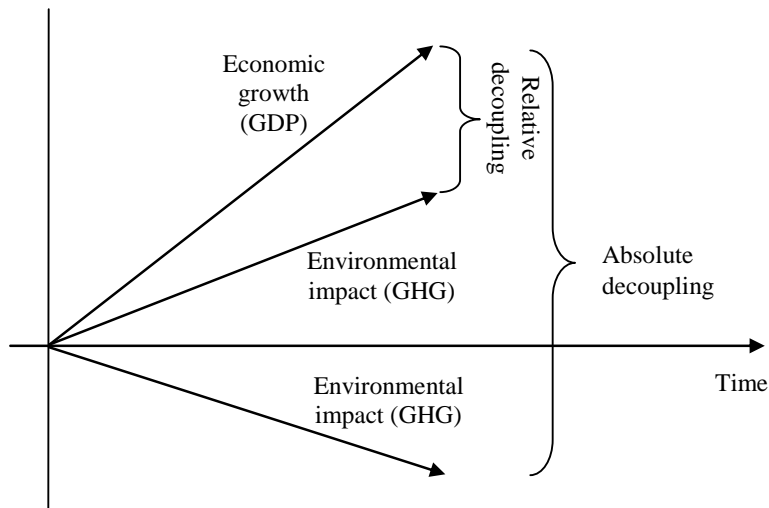 Economic
growth
(GDP)
Relative
decoupling
Environmental
impact (GHG)
Absolute
decoupling
Time
Environmental
impact (GHG)